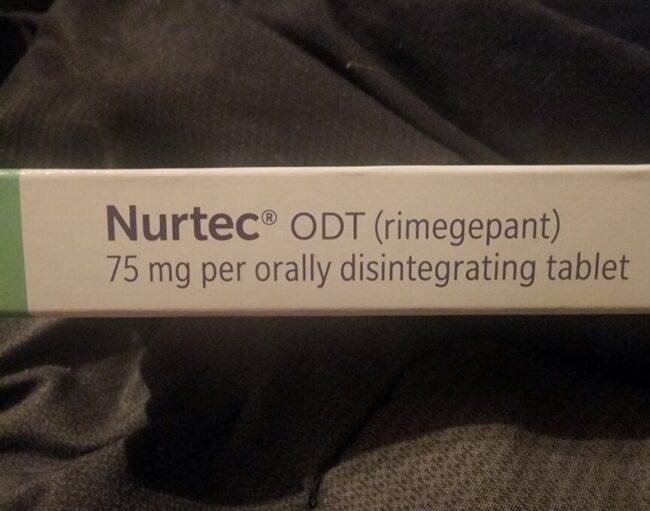 Nurtec® ODT (rimegepant)
75 mg per orally disintegrating tablet